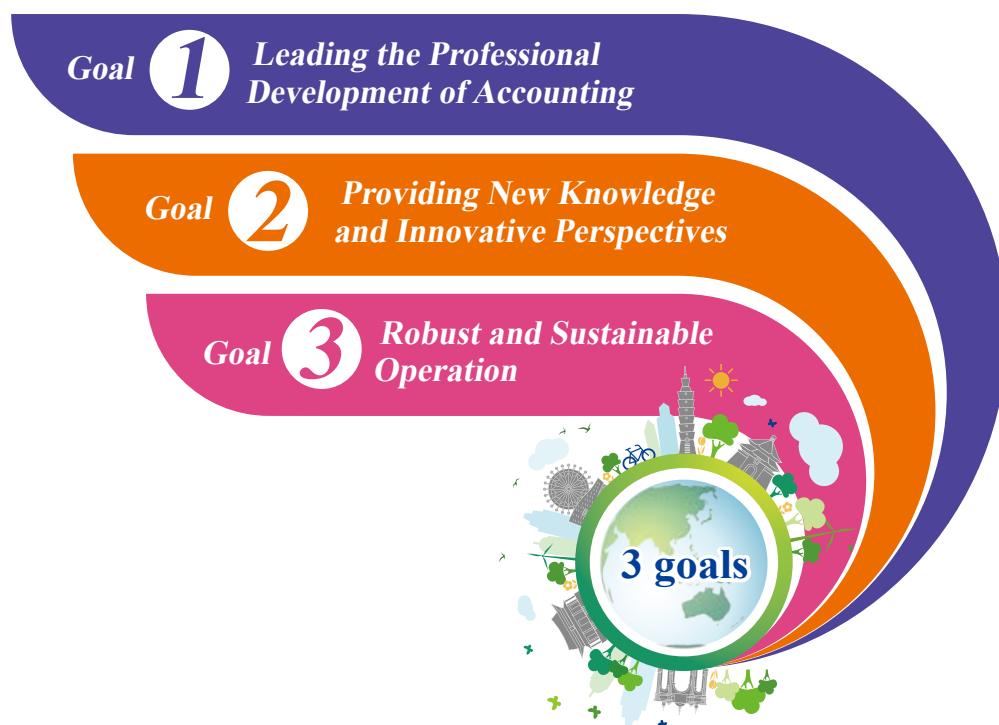 Goal 1 Leading the Professional
Development of Accounting
Goal 2 Providing New Knowledge
and Innovative Perspectives
Goal 3 Robust and Sustainable
Operation
3 goals